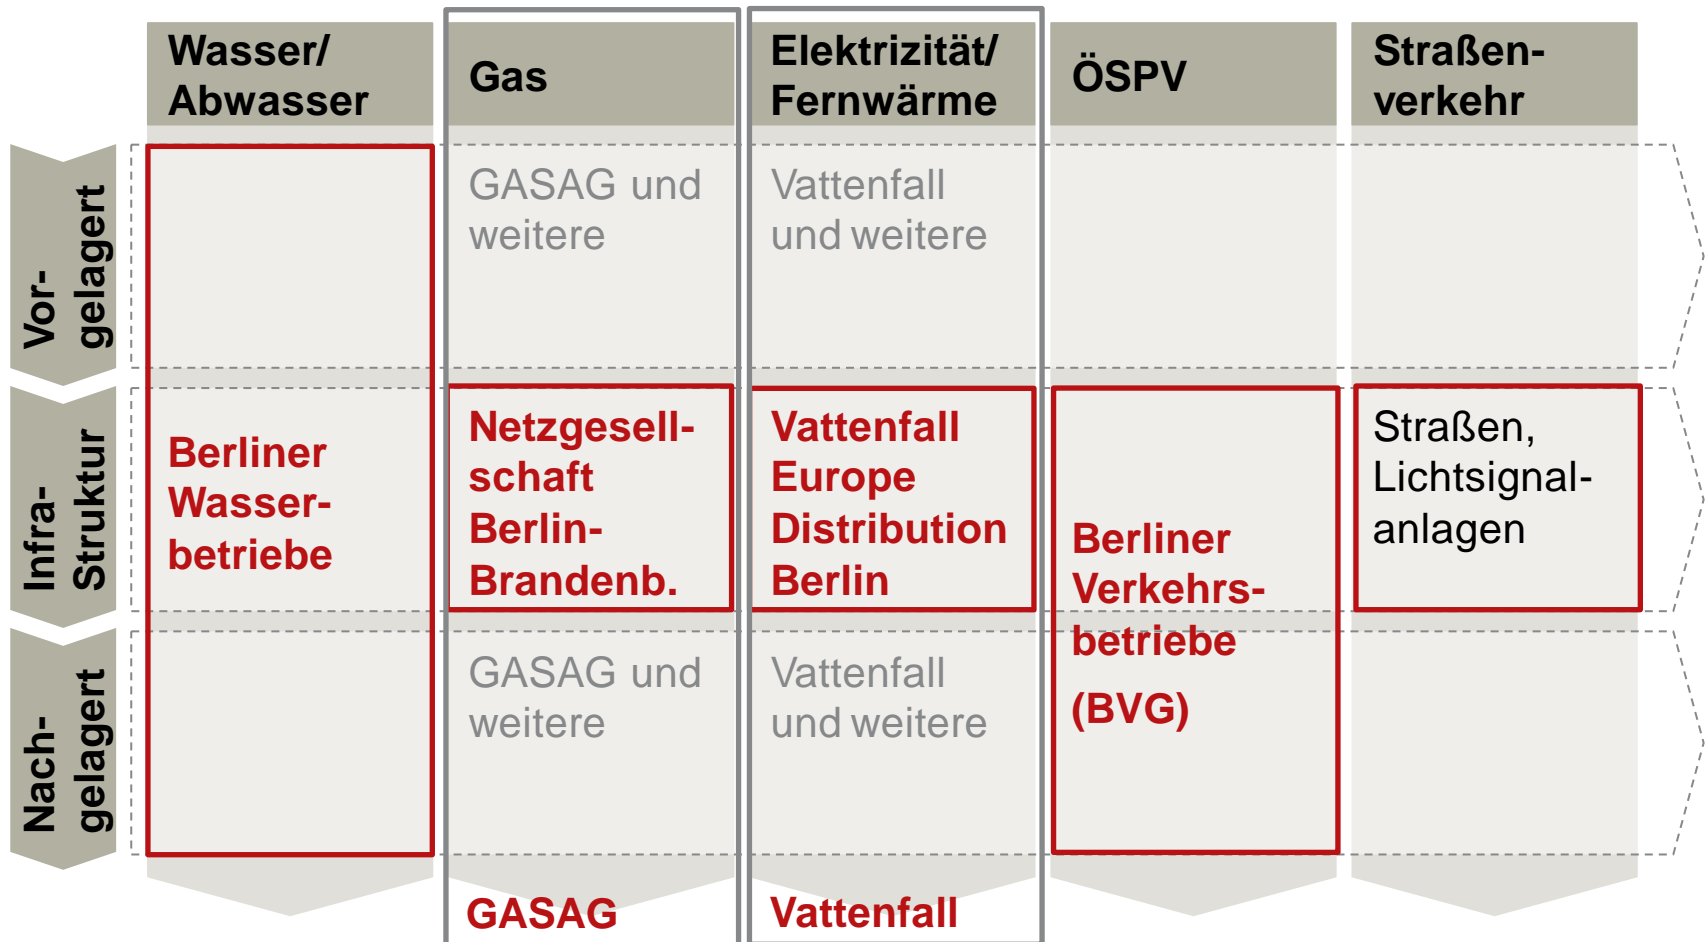 Wasser/
Abwasser
Gas
Elektrizität/
Fernwärme
ÖSPV
Straßen-
verkehr
Vor-
gelagert
GASAG und
weitere
Vattenfall
und weitere
Infra-
Struktur
Berliner
Wasser-
betriebe
Netzgesell-
schaft
Berlin-
Brandenb.
Vattenfall
Europe
Distribution
Berlin
Berliner
Verkehrs-
betriebe
(BVG)
Straßen,
Lichtsignal-
anlagen
Nach-
gelagert
GASAG und
weitere
Vattenfall
und weitere
GASAG
Vattenfall